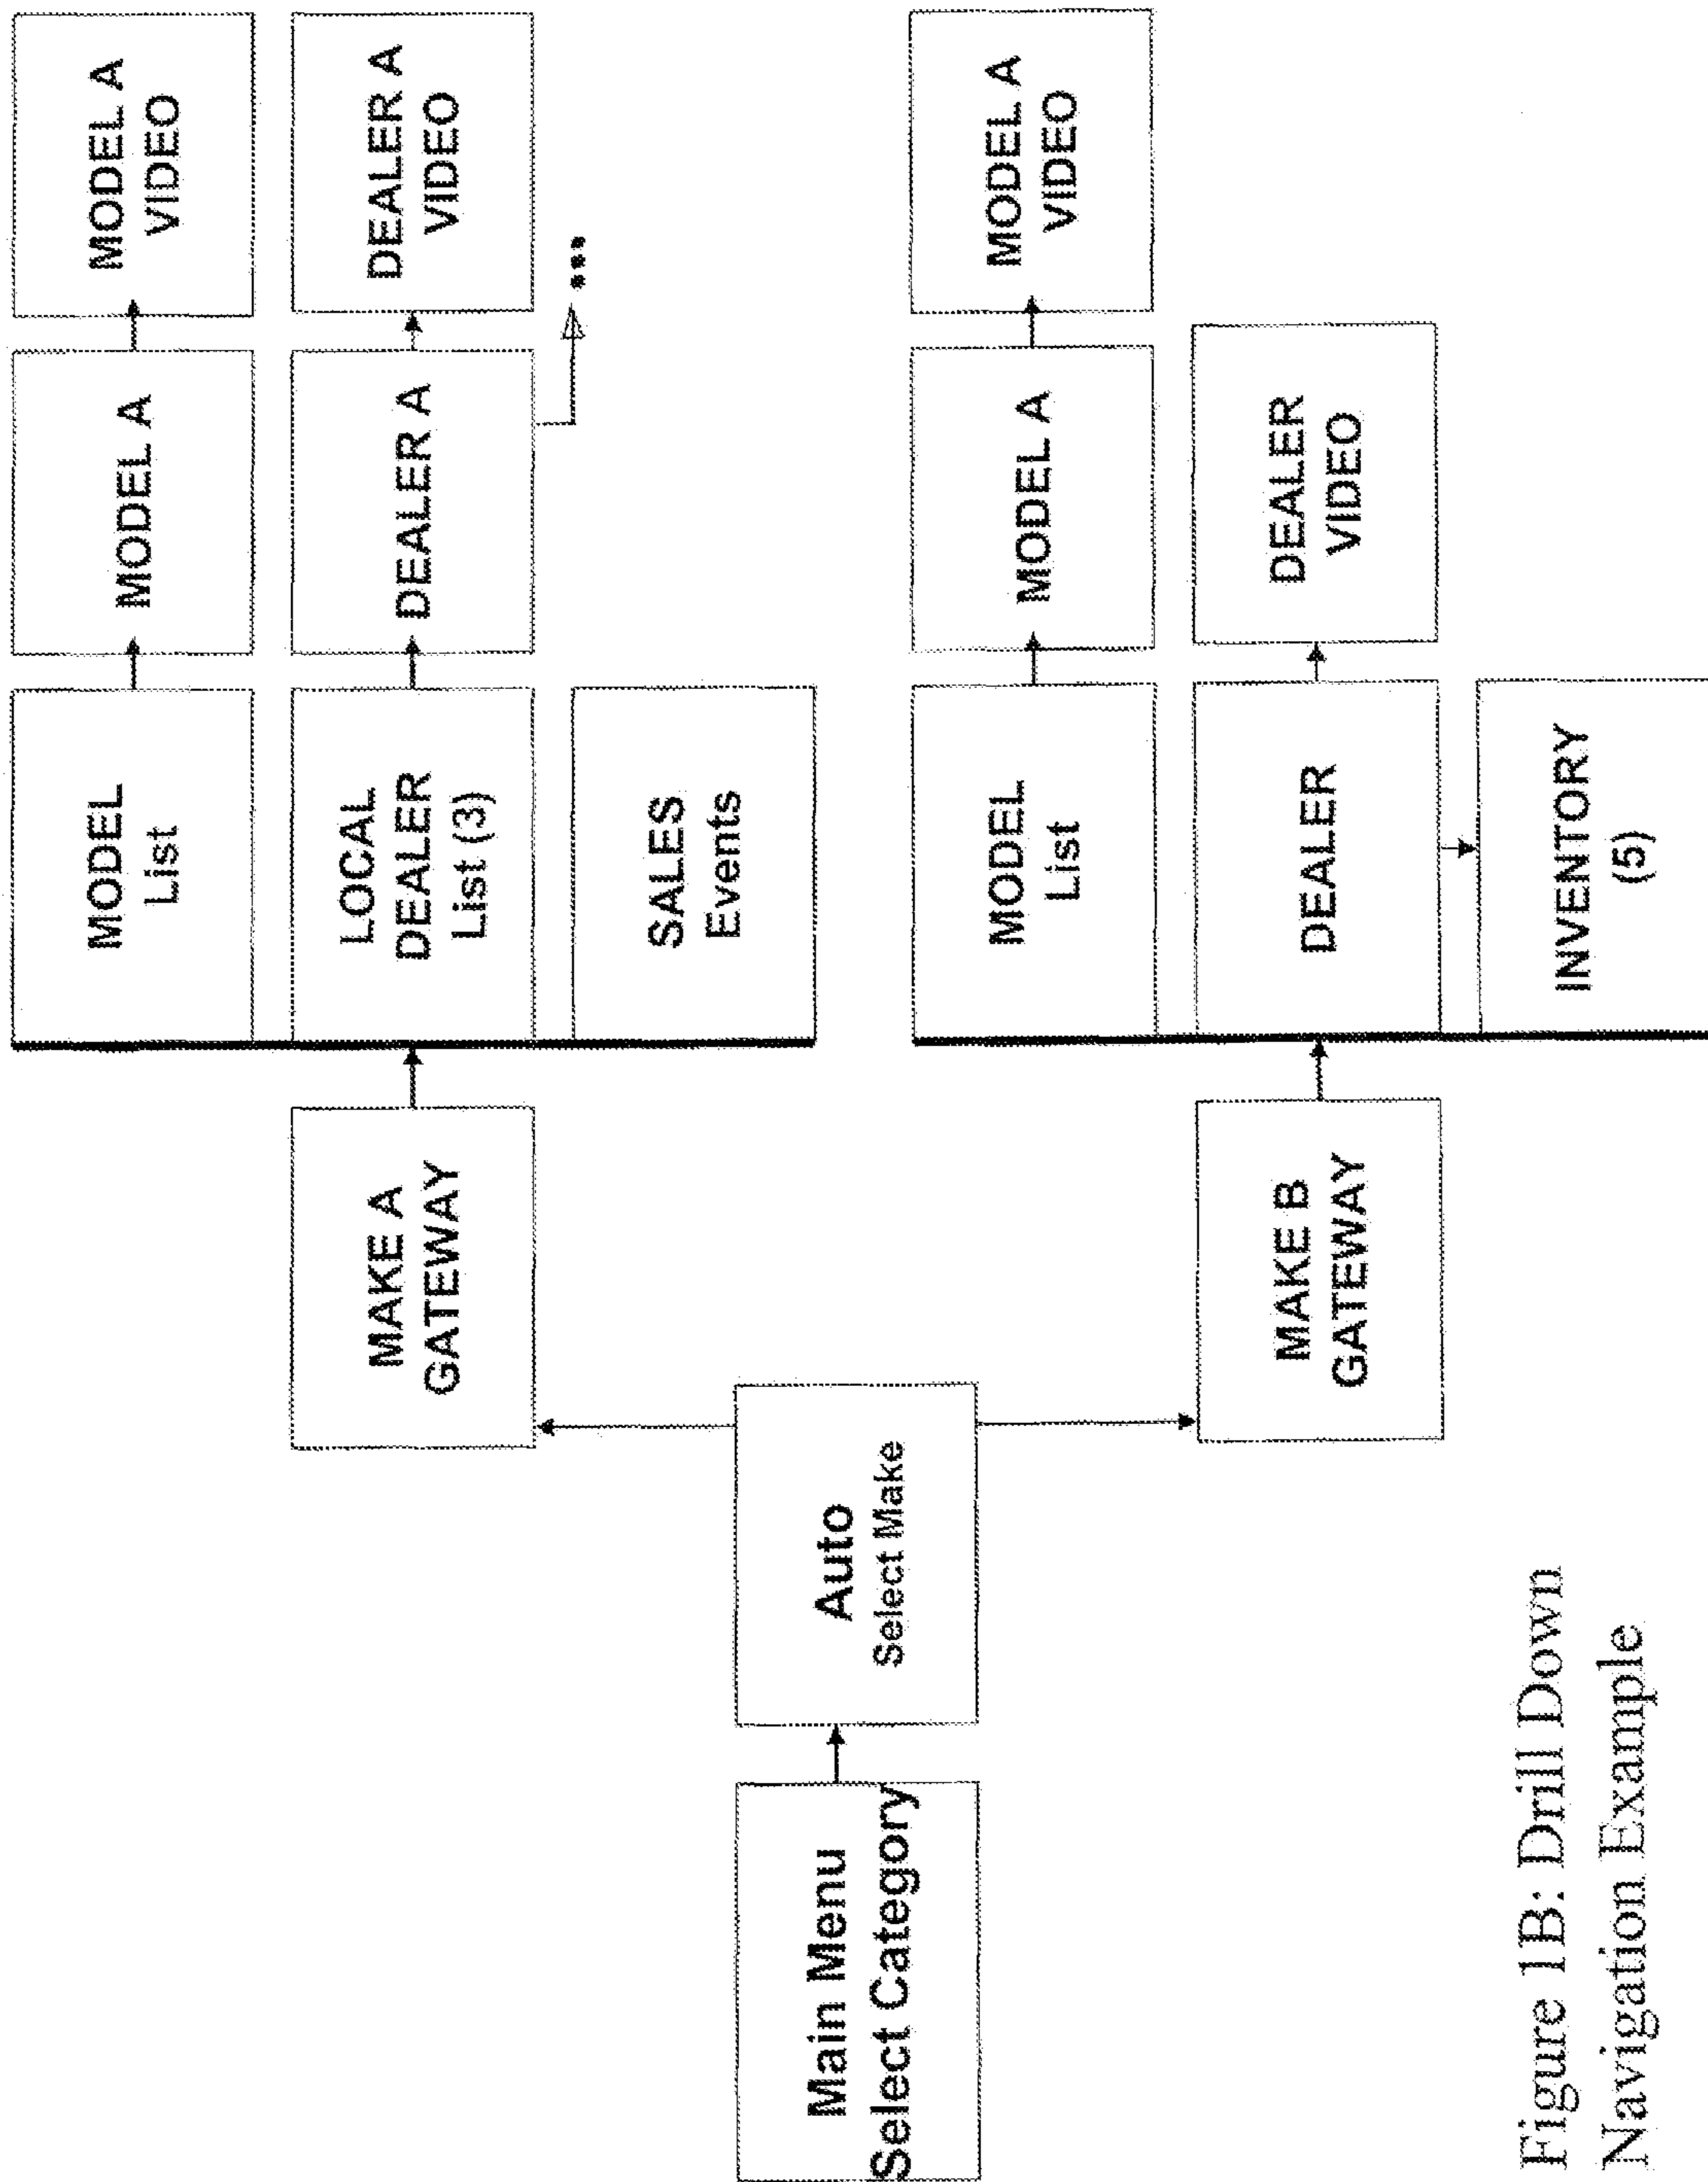 Main Menu
Select Category
Auto
Select Make
MAKE A
GATEWAY
MODEL
List
MODEL A
MODEL A
VIDEO
LOCAL
DEALER
List (3)
DEALER A
DEALER A
VIDEO
...
SALES
Events
MAKE B
GATEWAY
MODEL
List
MODEL A
MODEL A
VIDEO
DEALER
DEALER
VIDEO
INVENTORY
(5)
Figure 1B: Drill Down
Navigation Example